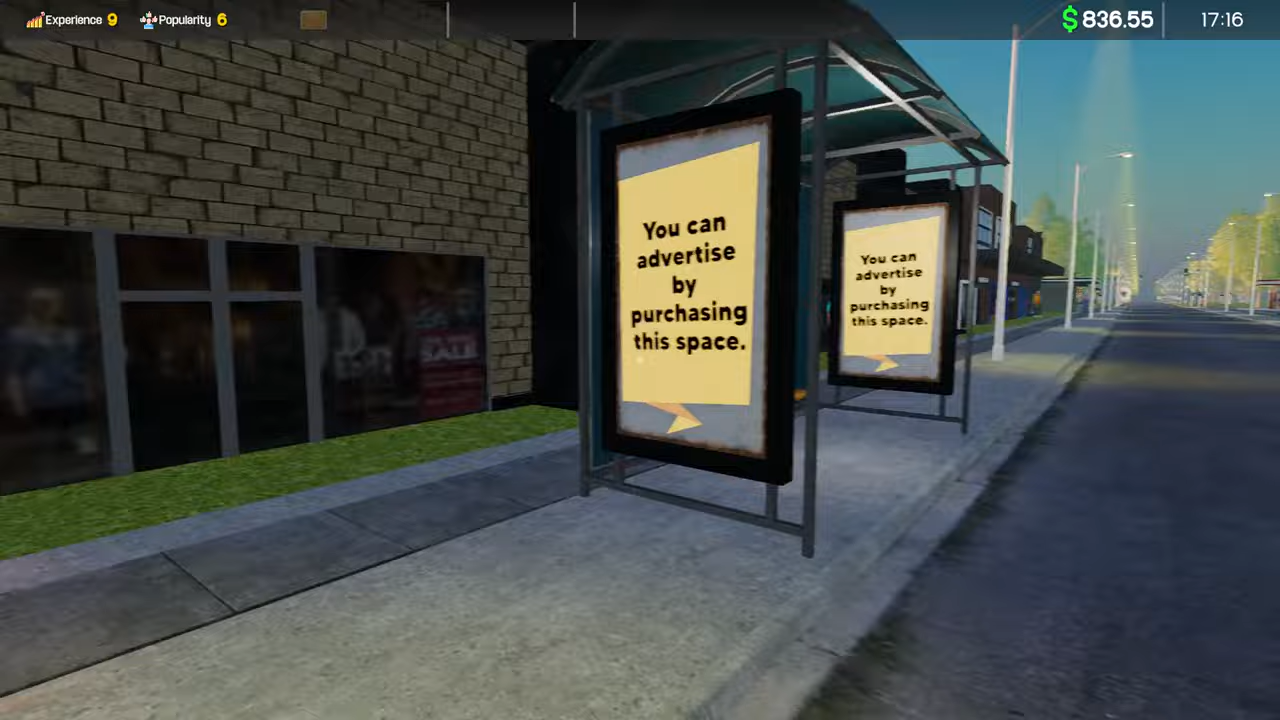 Experience 9 Popularity 6
$ 836.55 17:16
You can
advertise
by
purchasing
this space.
You can
advertise
by
purchasing
this space.
SALE